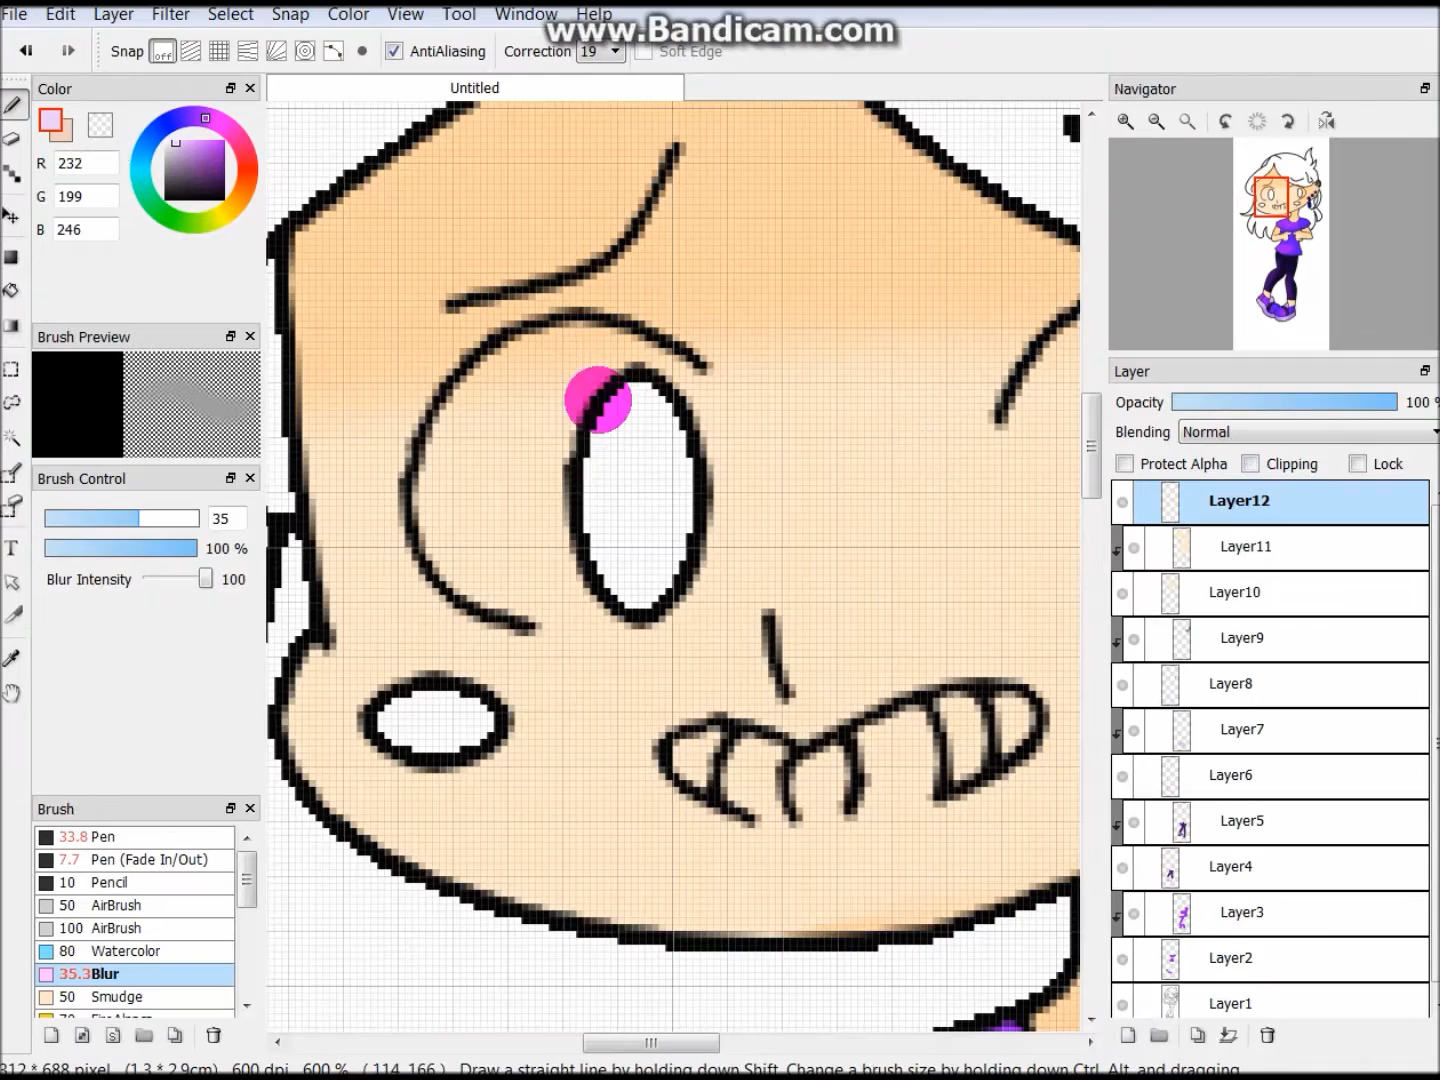 File Edit Layer Filter Select Snap Color View Tool Window Help
www.Bandicam.com
Snap off AntiAliasing Correction 19 Soft Edge
Color
Untitled
Navigator
R 232
G 199
B 246
Brush Preview
Layer
Opacity 100 %
Blending Normal
Protect Alpha Clipping Lock
Brush Control
35
100 %
Blur Intensity 100
Layer12
Layer11
Layer10
Layer9
Layer8
Layer7
Layer6
Layer5
Layer4
Layer3
Layer2
Layer1
Brush
33.8 Pen
7.7 Pen (Fade In/Out)
10 Pencil
50 AirBrush
100 AirBrush
80 Watercolor
35.3 Blur
50 Smudge
812 * 688 pixel (1.3 * 2.9cm) 600 dpi 600 % ( 114, 166 ) Draw a straight line by holding down Shift, Change a brush size by holding down Ctrl, Alt, and dragging